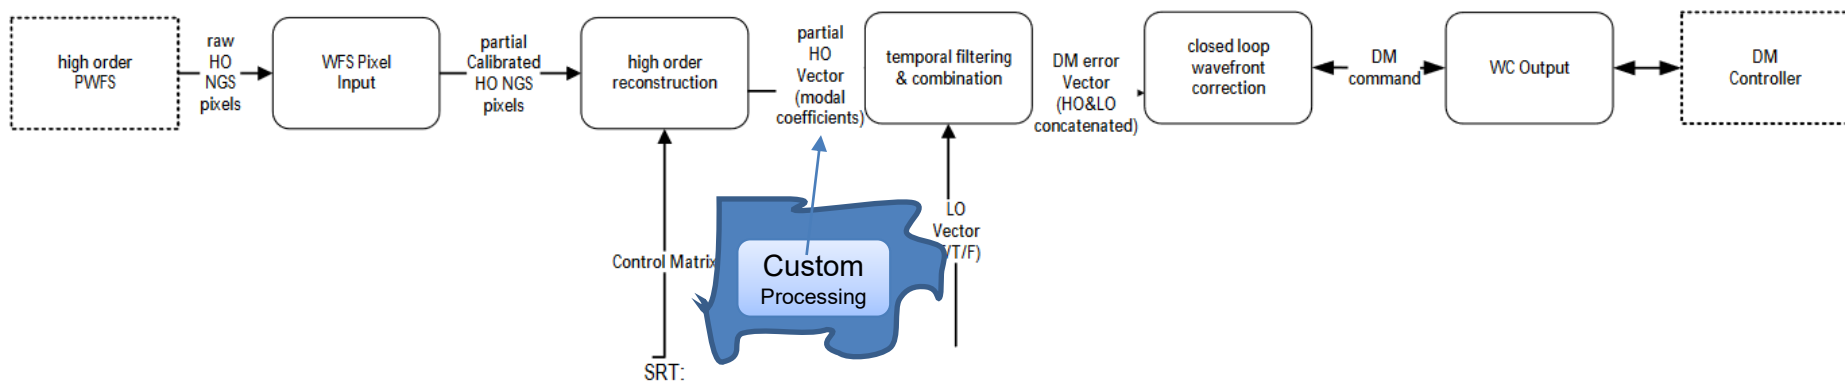 high order
PWFS
raw
HO
NGS
pixels
WFS Pixel
Input
partial
Calibrated
HO NGS
pixels
high order
reconstruction
partial
HO
Vector
(modal
coefficients)
temporal filtering
& combination
DM error
Vector
(HO&LO
concatenated)
closed loop
wavefront
correction
DM
command
WC Output
DM
Controller
Control Matrix
Custom
Processing
LO
Vector
/T/F)
SRT: